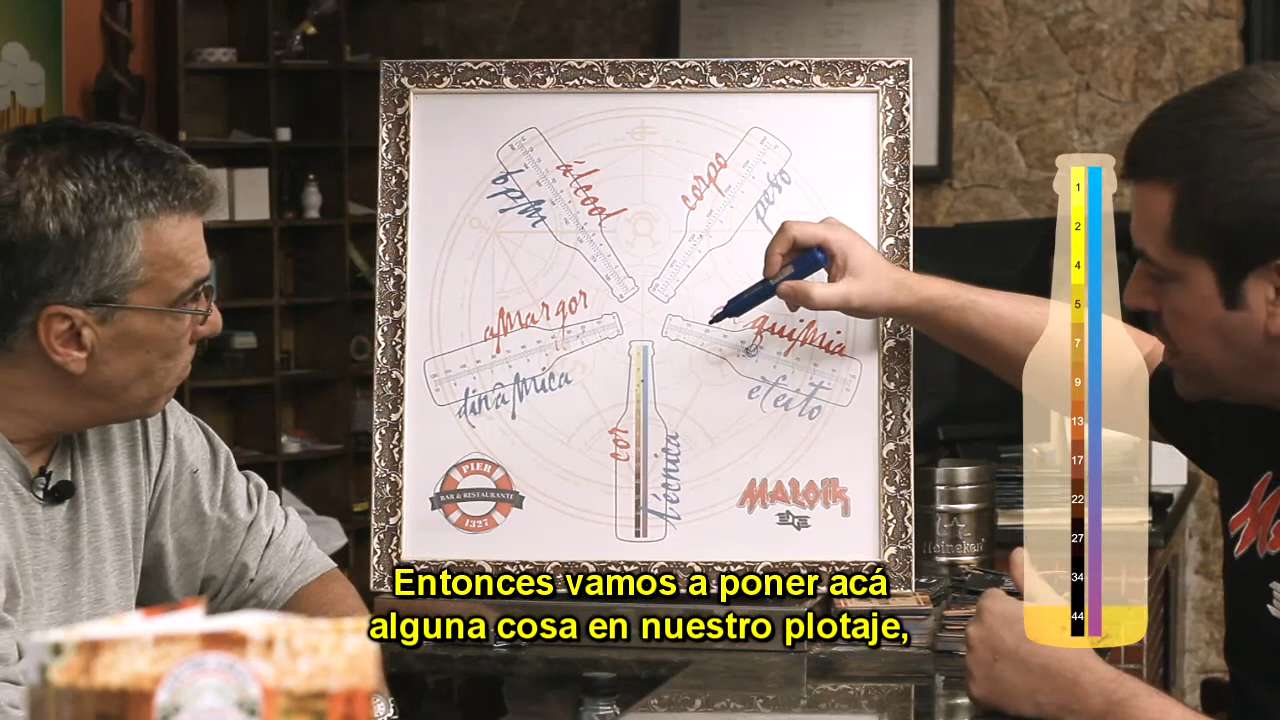 álcool
bpm
corpo
peso
amargor
dinâmica
química
efeito
cor
técnica
PIER
BAR & RESTAURANTE
1327
MALOIK
Heineken
1
2
4
5
7
9
13
17
22
27
34
44
Entonces vamos a poner acá
alguna cosa en nuestro plotaje,